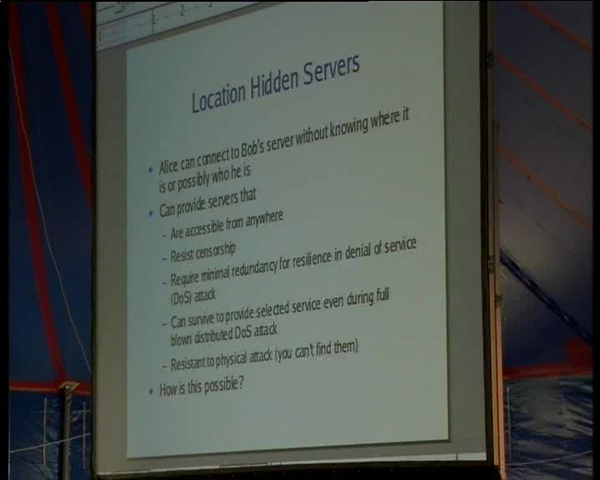 Location Hidden Servers
• Alice can connect to Bob's server without knowing where it
is or possibly who he is
• Can provide servers that
– Are accessible from anywhere
– Resist censorship
– Require minimal redundancy for resilience in denial of service
(DoS) attack
– Can survive to provide selected service even during full
blown distributed DoS attack
– Resistant to physical attack (you can't find them)
• How is this possible?